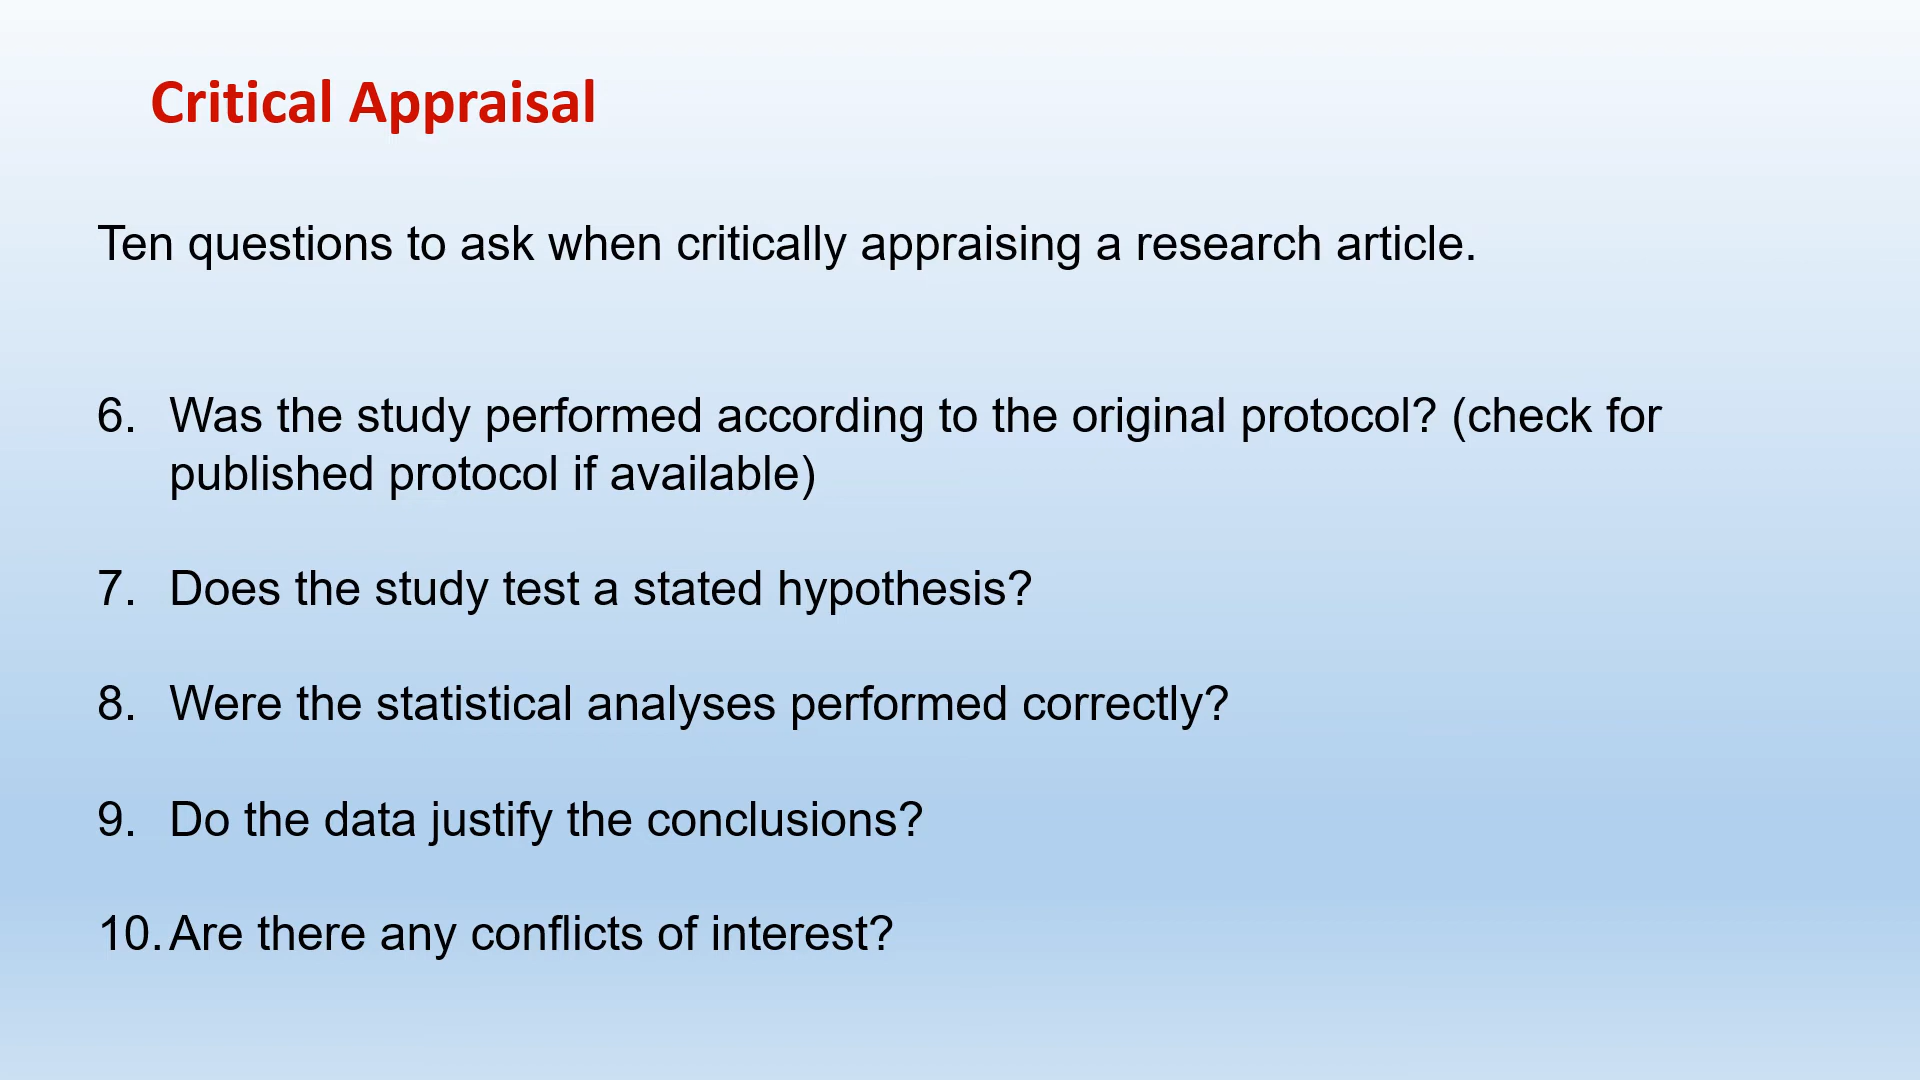 Critical Appraisal
Ten questions to ask when critically appraising a research article.
6. Was the study performed according to the original protocol? (check for
published protocol if available)
7. Does the study test a stated hypothesis?
8. Were the statistical analyses performed correctly?
9. Do the data justify the conclusions?
10. Are there any conflicts of interest?